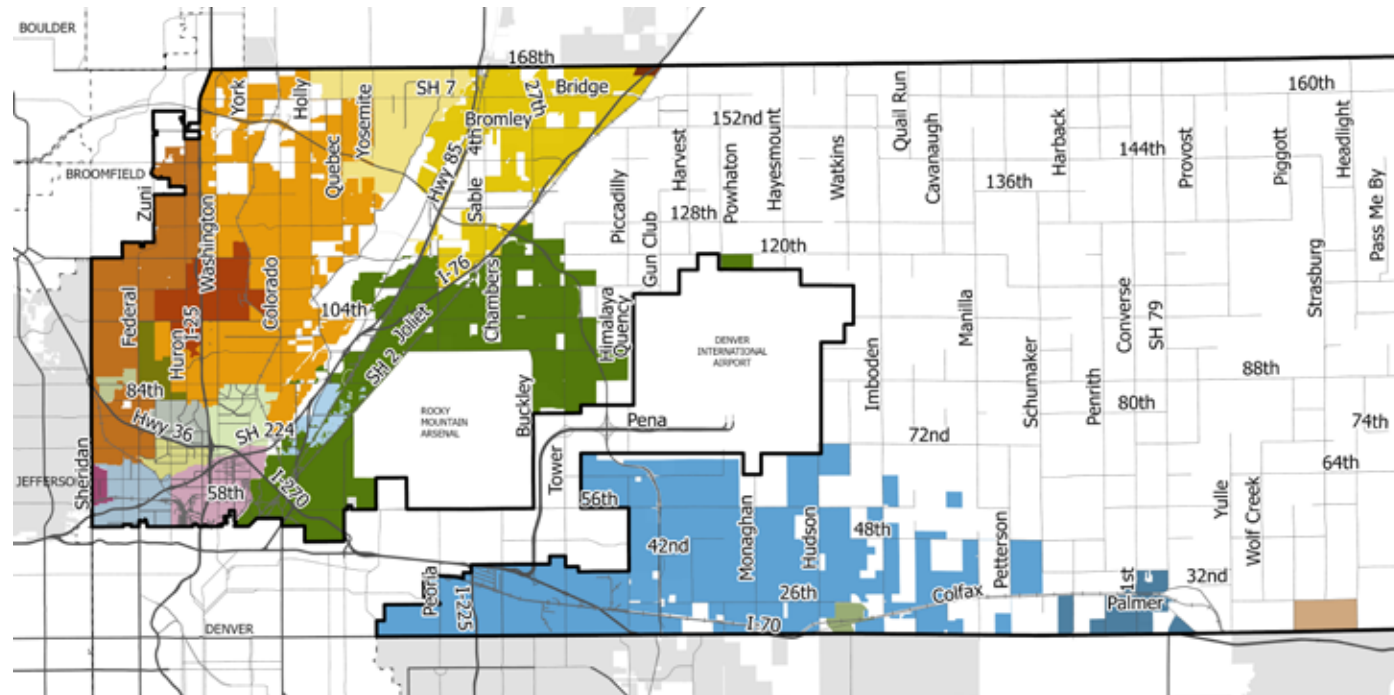 BOULDER
168th
York
Holly
Yosemite
SH 7
27th
Bridge
Bromley
4th
Quebec
Hwy 85
Sable
152nd
Harvest
Powhaton
Hayesmount
Watkins
Quail Run
Cavanaugh
160th
Harback
144th
Provost
Piggott
Headlight
BROOMFIELD
Zuni
Washington
136th
Pass Me By
Piccadilly
Gun Club
128th
120th
I-76
Chambers
Colorado
Federal
Huron
I-25
104th
Joliet
SH 2
Himalaya
Quency
DENVER
INTERNATIONAL
AIRPORT
Imboden
Manilla
Schumaker
Penrith
Converse
SH 79
Strasburg
88th
84th
Hwy 36
SH 224
ROCKY
MOUNTAIN
ARSENAL
Buckley
Pena
80th
74th
72nd
64th
JEFFERSO
Sheridan
58th
I-270
Tower
56th
42nd
Monaghan
Hudson
48th
Petterson
Yulle
Wolf Creek
Peoria
I-225
26th
Colfax
1st
32nd
Palmer
I-70
DENVER